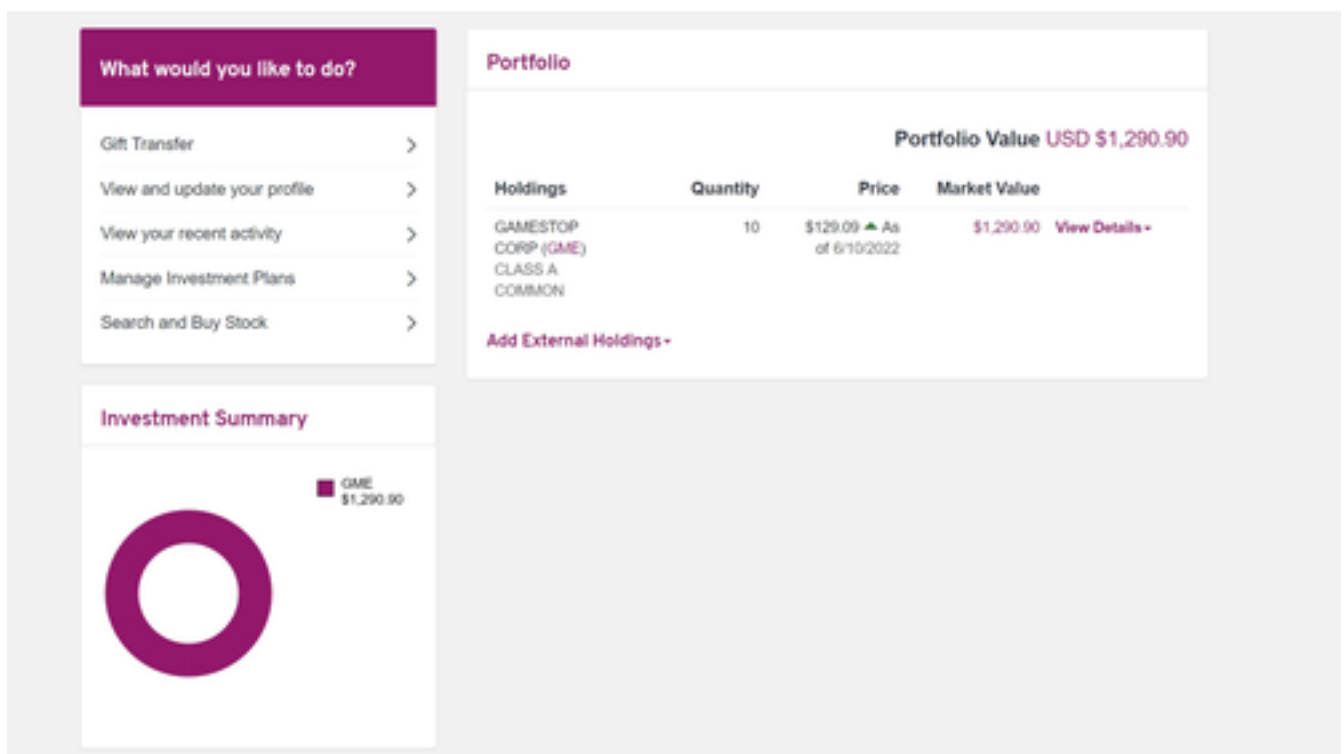 What would you like to do?
Gift Transfer
View and update your profile
View your recent activity
Manage Investment Plans
Search and Buy Stock
Investment Summary
GME
$1,290.90
Portfolio
Portfolio Value USD $1,290.90
Holdings Quantity Price Market Value
GAMESTOP 10 $129.09 As $1,290.90 View Details
CORP (GME) of 6/10/2022
CLASS A
COMMON
Add External Holdings